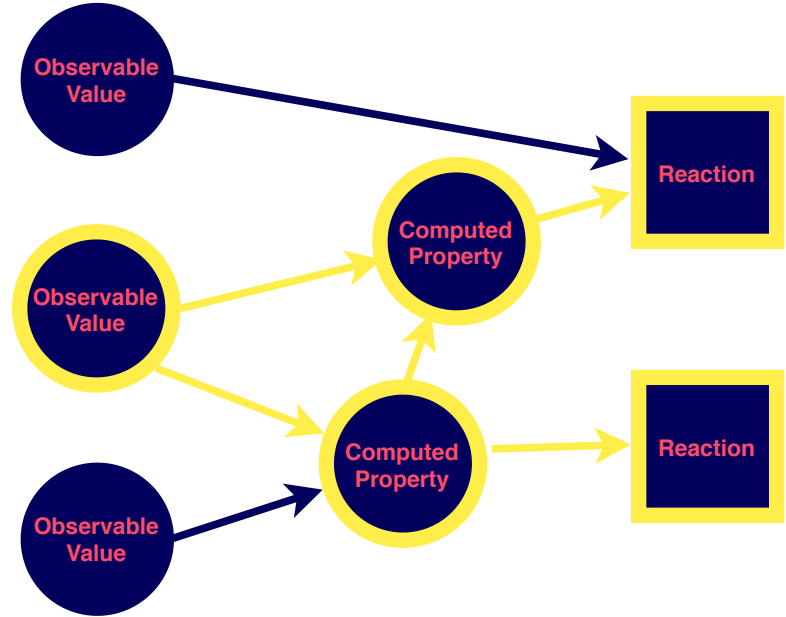 Observable
Value
Reaction
Computed
Property
Observable
Value
Computed
Property
Reaction
Observable
Value